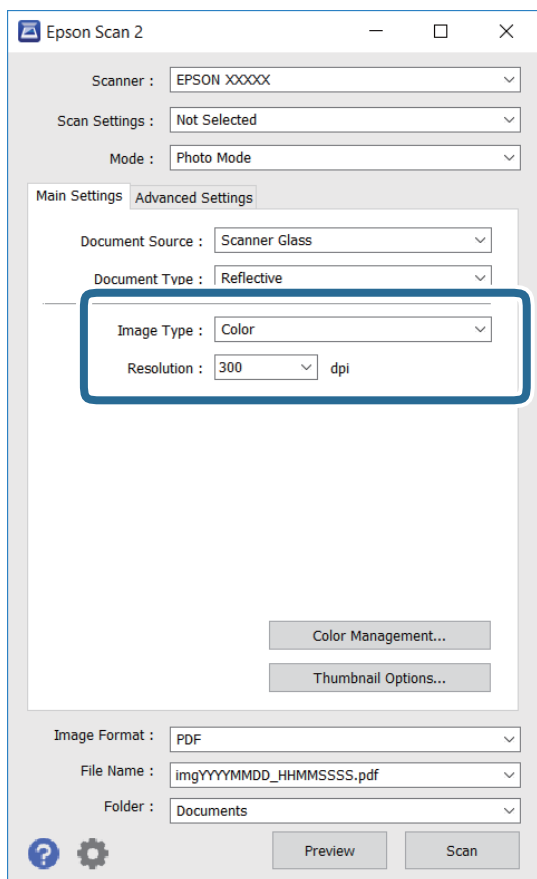 Epson Scan 2
Scanner : EPSON XXXXX
Scan Settings : Not Selected
Mode : Photo Mode
Main Settings Advanced Settings
Document Source : Scanner Glass
Document Type : Reflective
Image Type : Color
Resolution : 300 dpi
Color Management...
Thumbnail Options...
Image Format : PDF
File Name : imgYYYYMMDD_HHMMSSSS.pdf
Folder : Documents
? Preview Scan